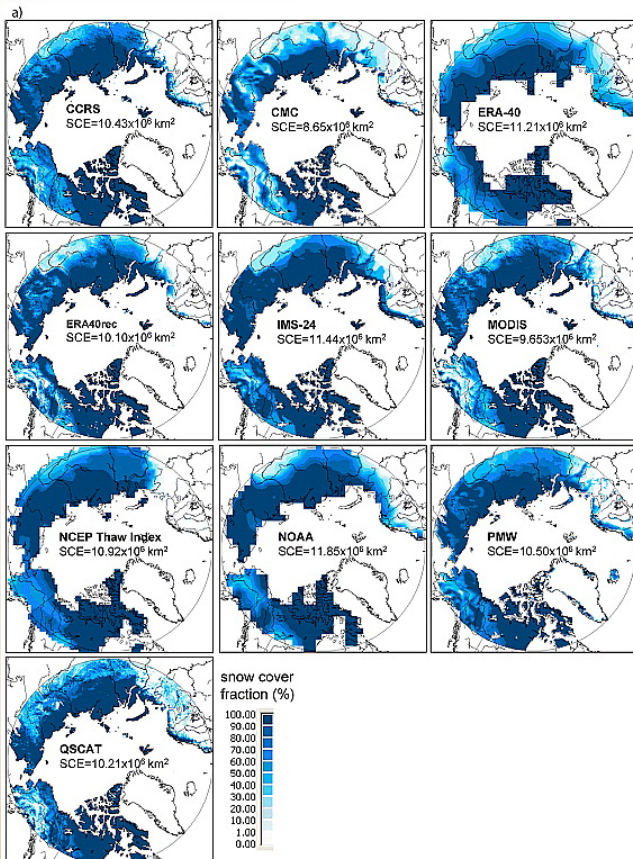 a)
CCRS
SCE=10.43x10⁶ km²
CMC
SCE=8.65x10⁶ km²
ERA-40
SCE=11.21x10⁶ km²
ERA40rec
SCE=10.10x10⁶ km²
IMS-24
SCE=11.44x10⁶ km²
MODIS
SCE=9.653x10⁶ km²
NCEP Thaw Index
SCE=10.92x10⁶ km²
NOAA
SCE=11.85x10⁶ km²
PMW
SCE=10.50x10⁶ km²
QSCAT
SCE=10.21x10⁶ km²
snow cover
fraction (%)
100.00
90.00
80.00
70.00
60.00
50.00
40.00
30.00
20.00
10.00
1.00
0.00